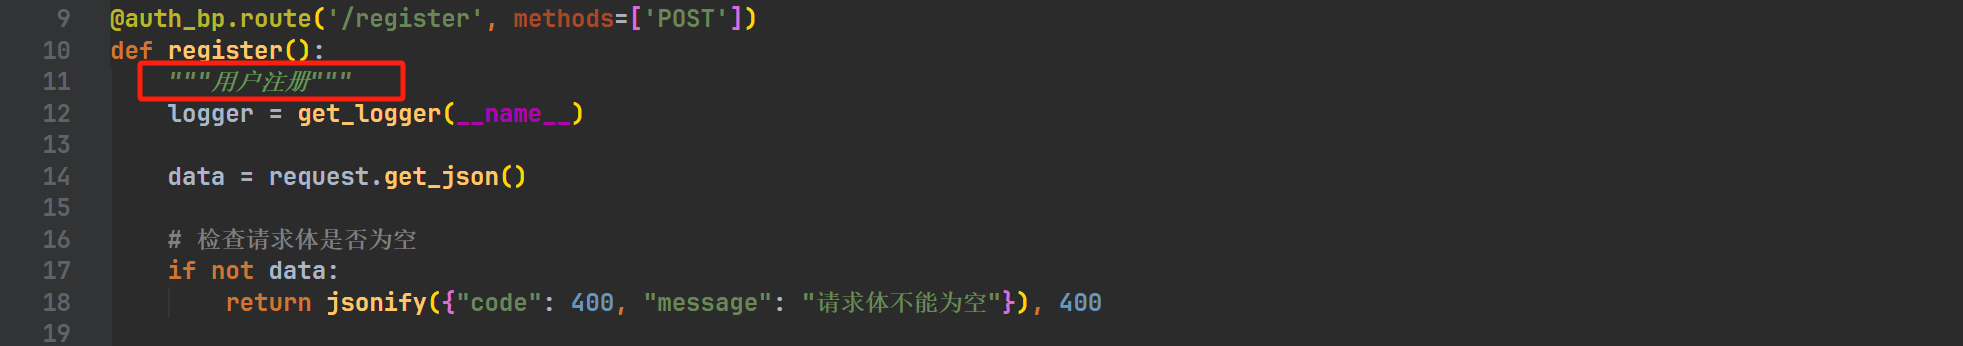 9 @auth_bp.route('/register', methods=['POST'])
10 def register():
11 """用户注册"""
12 logger = get_logger(__name__)
13
14 data = request.get_json()
15
16 # 检查请求体是否为空
17 if not data:
18 return jsonify({"code": 400, "message": "请求体不能为空"}), 400
19